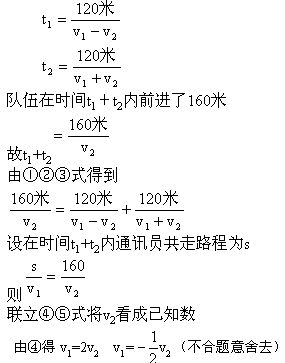 t₁ = 120米/(v₁ − v₂)
t₂ = 120米/(v₁ + v₂)
队伍在时间t₁+t₂内前进了160米
故t₁+t₂ = 160米/v₂
由①②③式得到
160米/v₂ = 120米/(v₁ − v₂) + 120米/(v₁ + v₂)
设在时间t₁+t₂内通讯员共走路程为s
则 s/v₁ = 160/v₂
联立④⑤式将v₂看成已知数
由④得 v₁=2v₂ v₁=−1/2v₂（不合题意舍去）